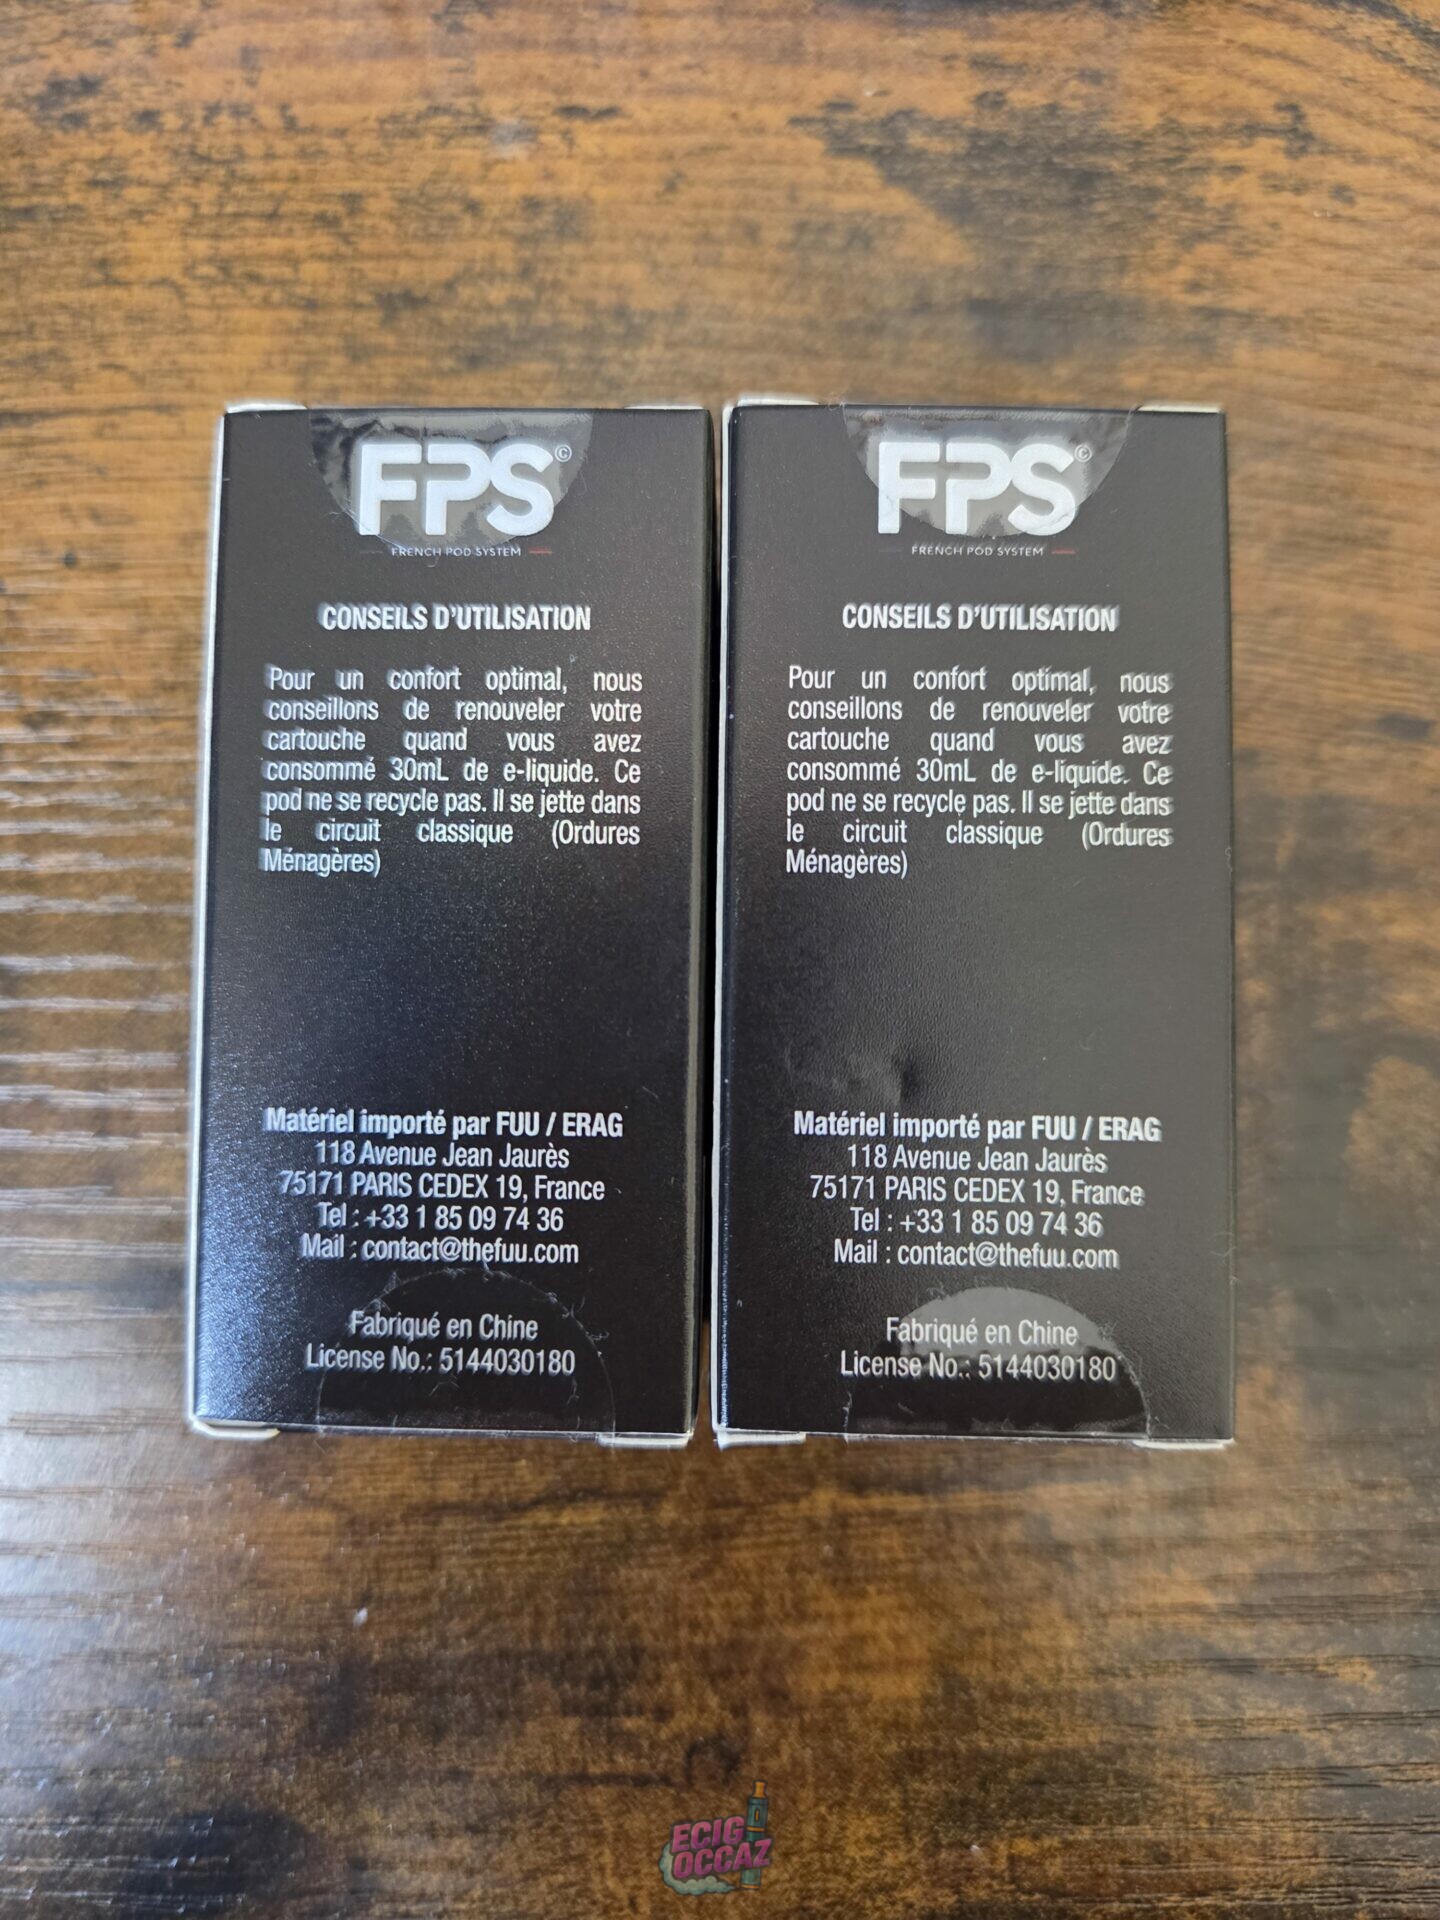 FPS©
FRENCH POD SYSTEM
CONSEILS D'UTILISATION
Pour un confort optimal, nous
conseillons de renouveler votre
cartouche quand vous avez
consommé 30mL de e-liquide. Ce
pod ne se recycle pas. Il se jette dans
le circuit classique (Ordures
Ménagères)
Matériel importé par FUU / ERAG
118 Avenue Jean Jaurès
75171 PARIS CEDEX 19, France
Tel : +33 1 85 09 74 36
Mail : contact@thefuu.com
Fabriqué en Chine
License No.: 5144030180
FPS©
FRENCH POD SYSTEM
CONSEILS D'UTILISATION
Pour un confort optimal, nous
conseillons de renouveler votre
cartouche quand vous avez
consommé 30mL de e-liquide. Ce
pod ne se recycle pas. Il se jette dans
le circuit classique (Ordures
Ménagères)
Matériel importé par FUU / ERAG
118 Avenue Jean Jaurès
75171 PARIS CEDEX 19, France
Tel : +33 1 85 09 74 36
Mail : contact@thefuu.com
Fabriqué en Chine
License No.: 5144030180
ECIG
OCCAZ